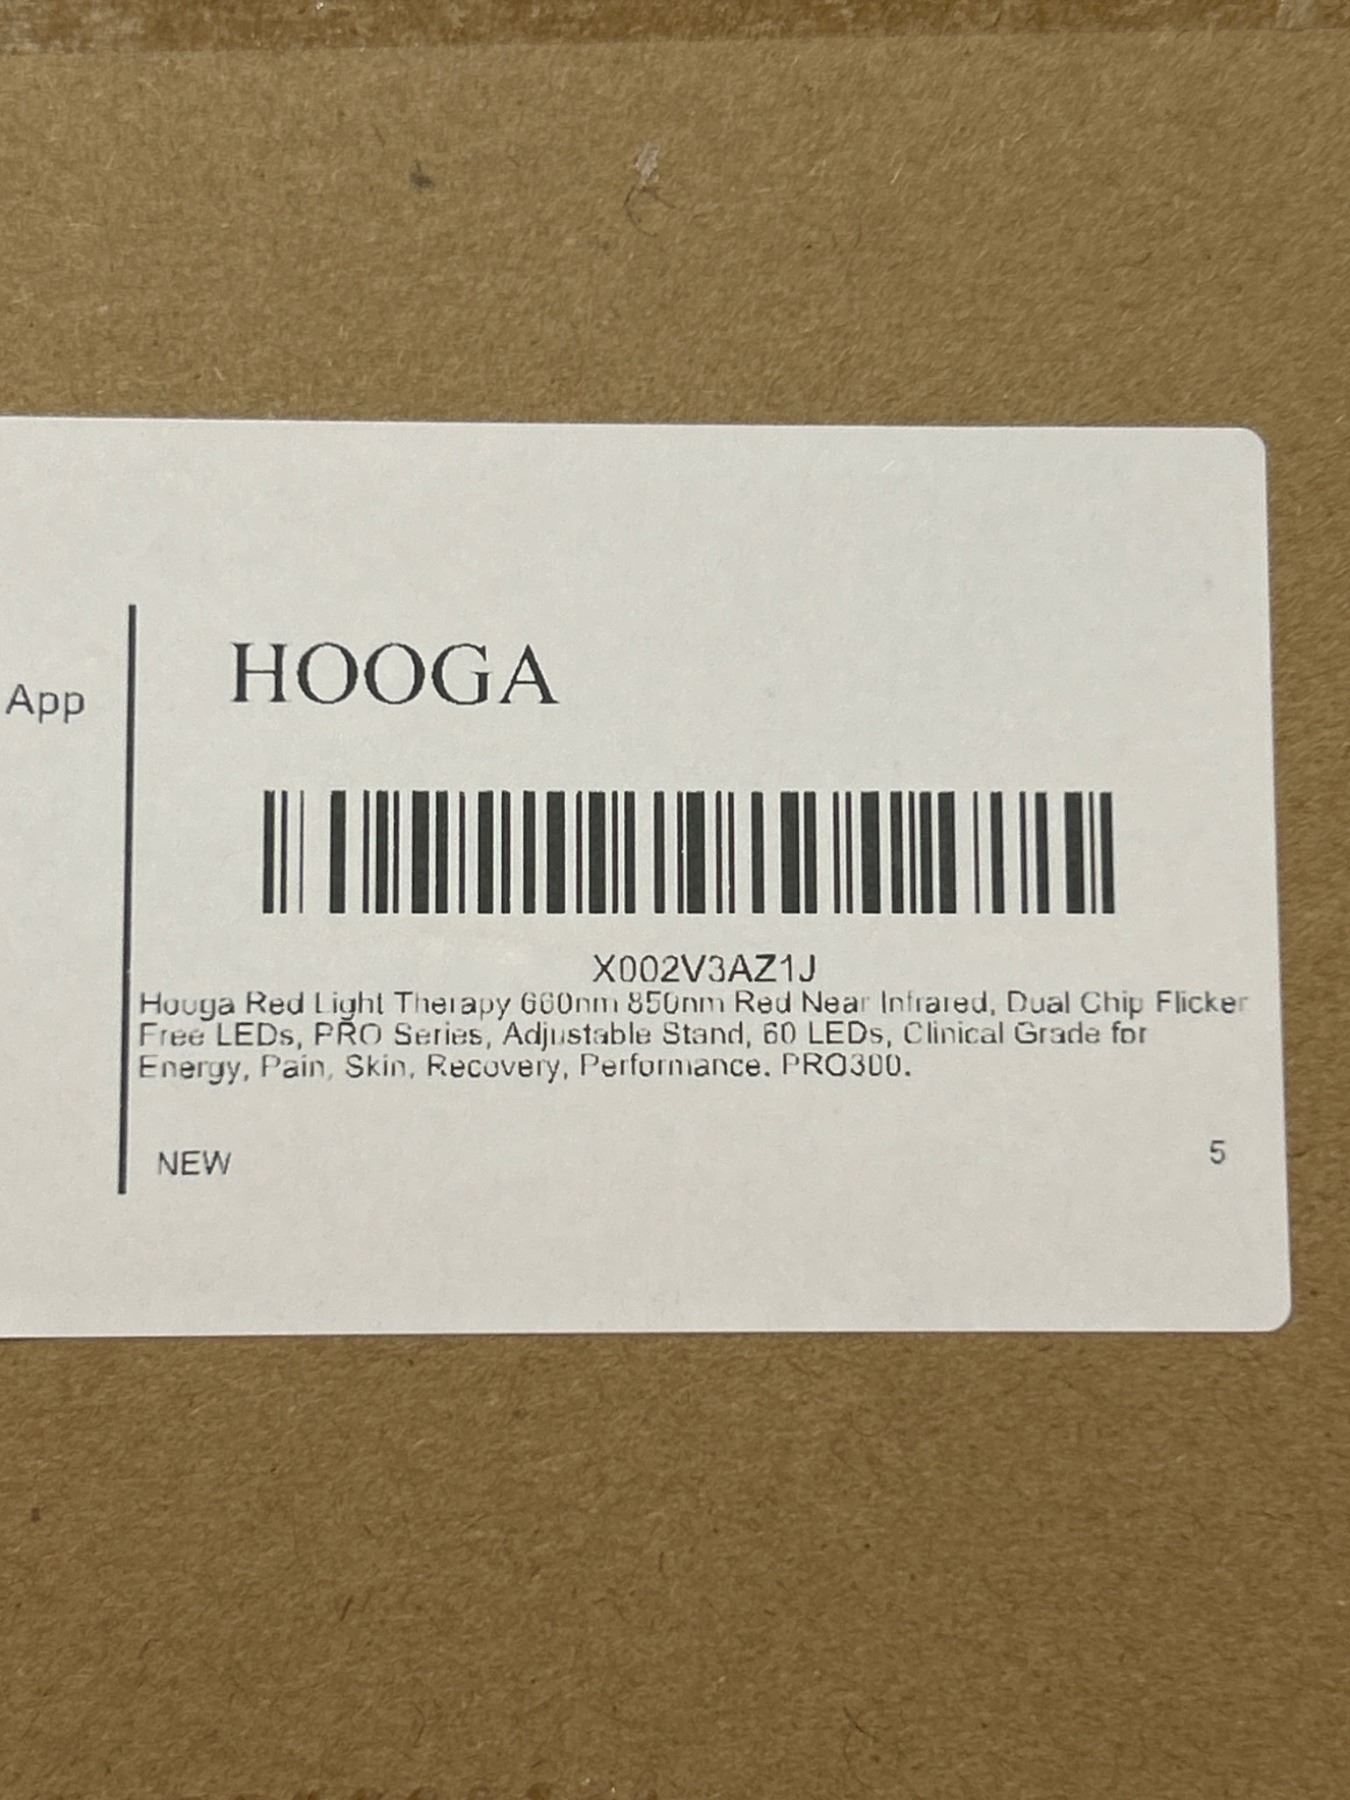 App
HOOGA
X002V3AZ1J
Hooga Red Light Therapy 660nm 850nm Red Near Infrared, Dual Chip Flicker
Free LEDs, PRO Series, Adjustable Stand, 60 LEDs, Clinical Grade for
Energy, Pain, Skin, Recovery, Performance. PRO300.
NEW
5